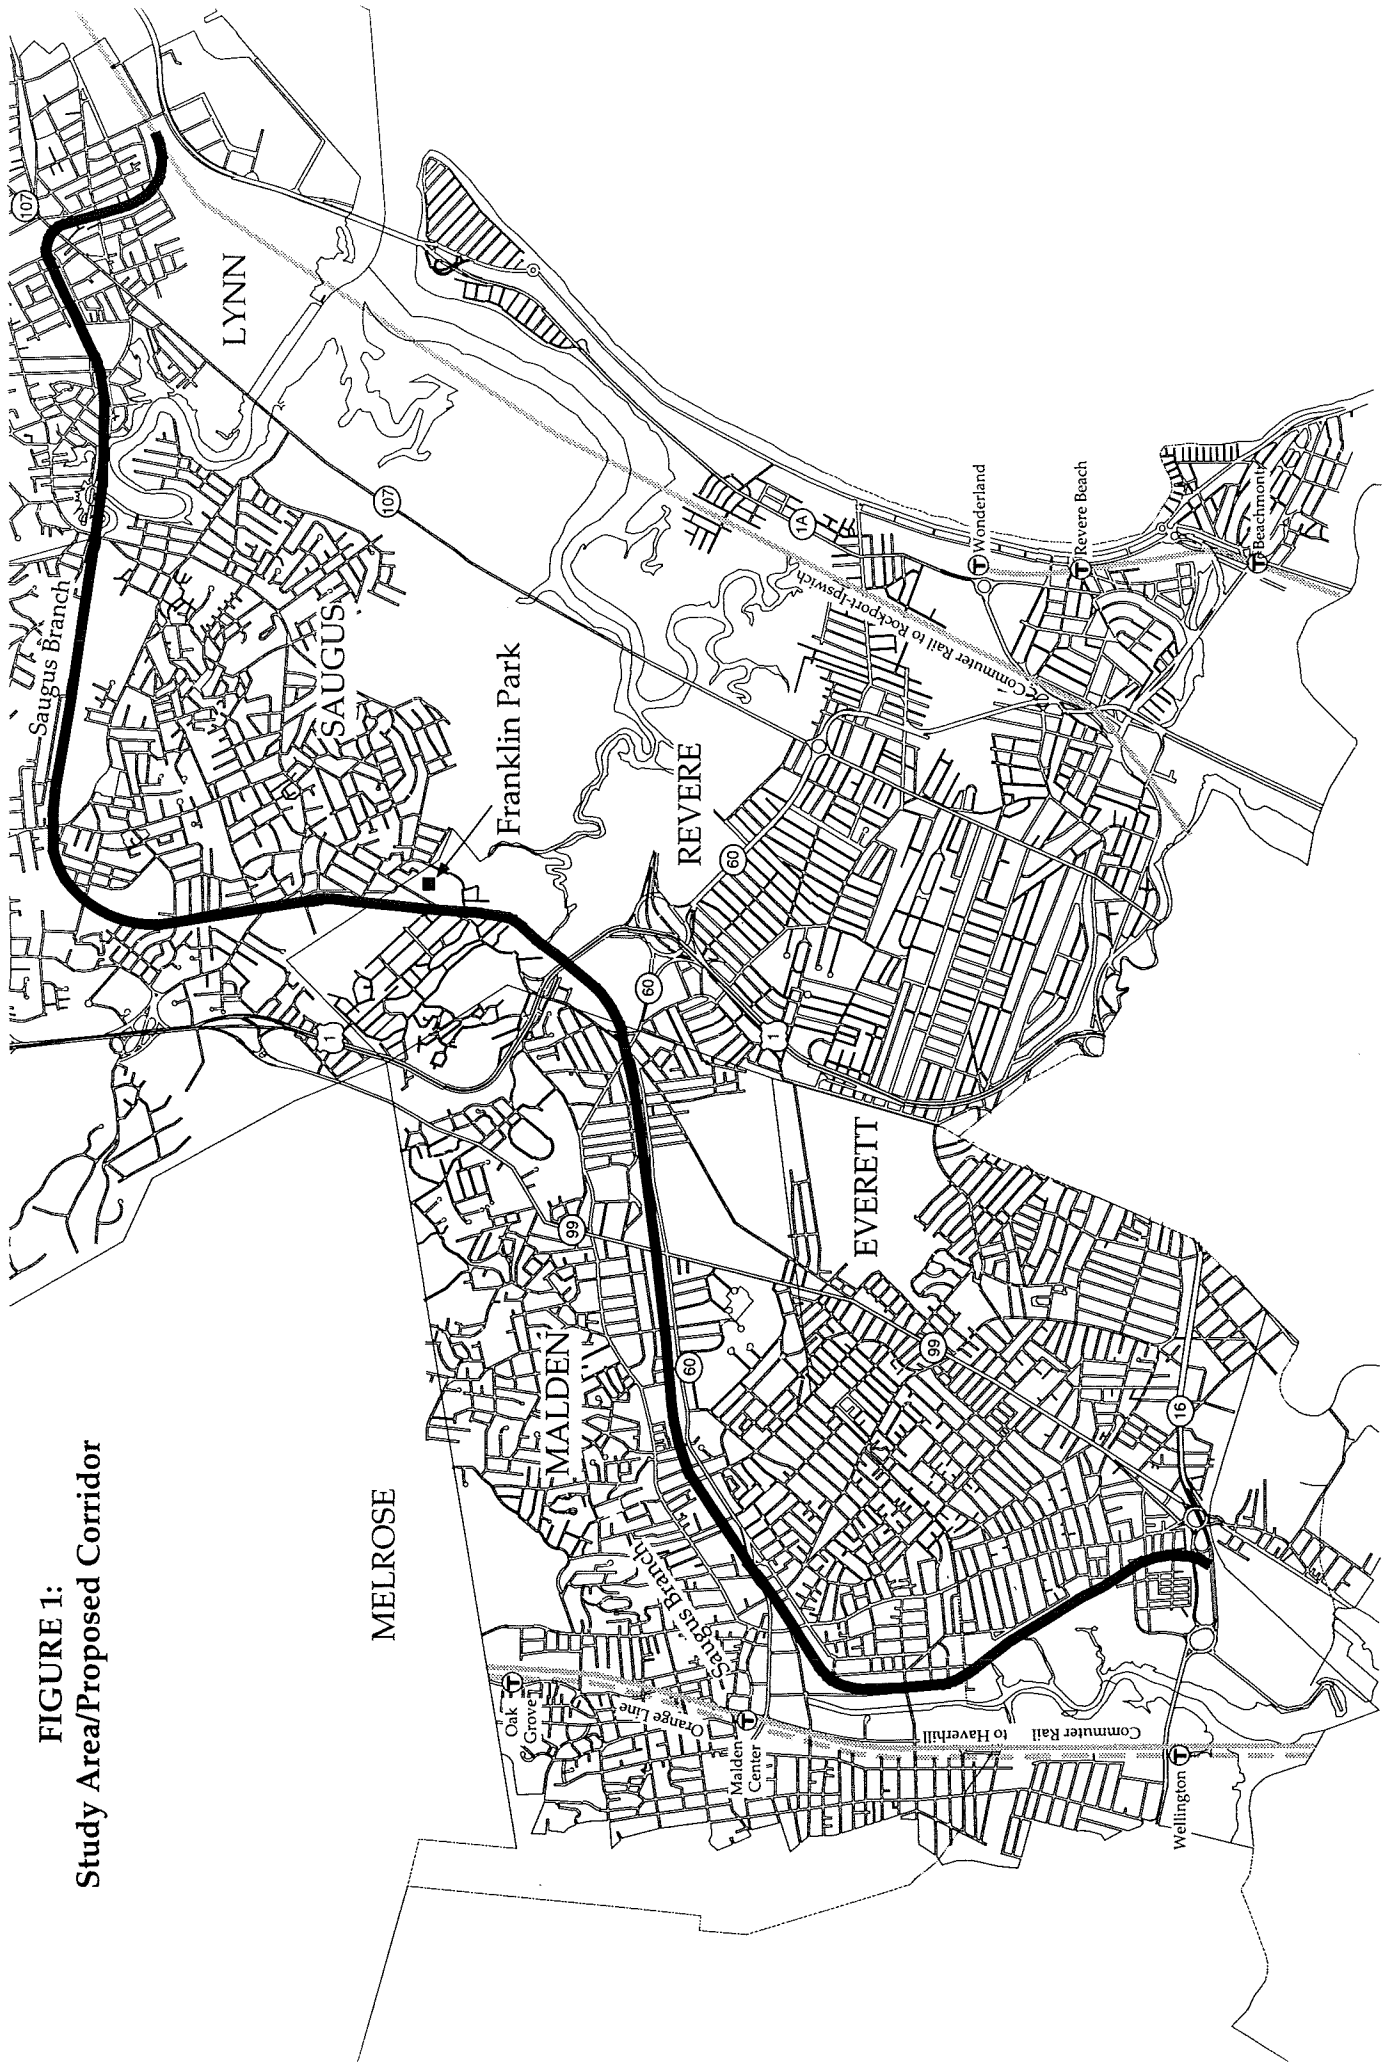 FIGURE 1:
Study Area/Proposed Corridor
MELROSE
MALDEN
EVERETT
REVERE
SAUGUS
LYNN
Franklin Park
Saugus Branch
Saugus Branch
Oak
Grove
T
Orange Line
Malden
Center
T
Commuter Rail
to Haverhill
Wellington
T
Commuter Rail to Rockport-Ipswich
T
Wonderland
T
Revere Beach
T
Beachmont
107
107
1A
60
60
60
1
1
99
99
16